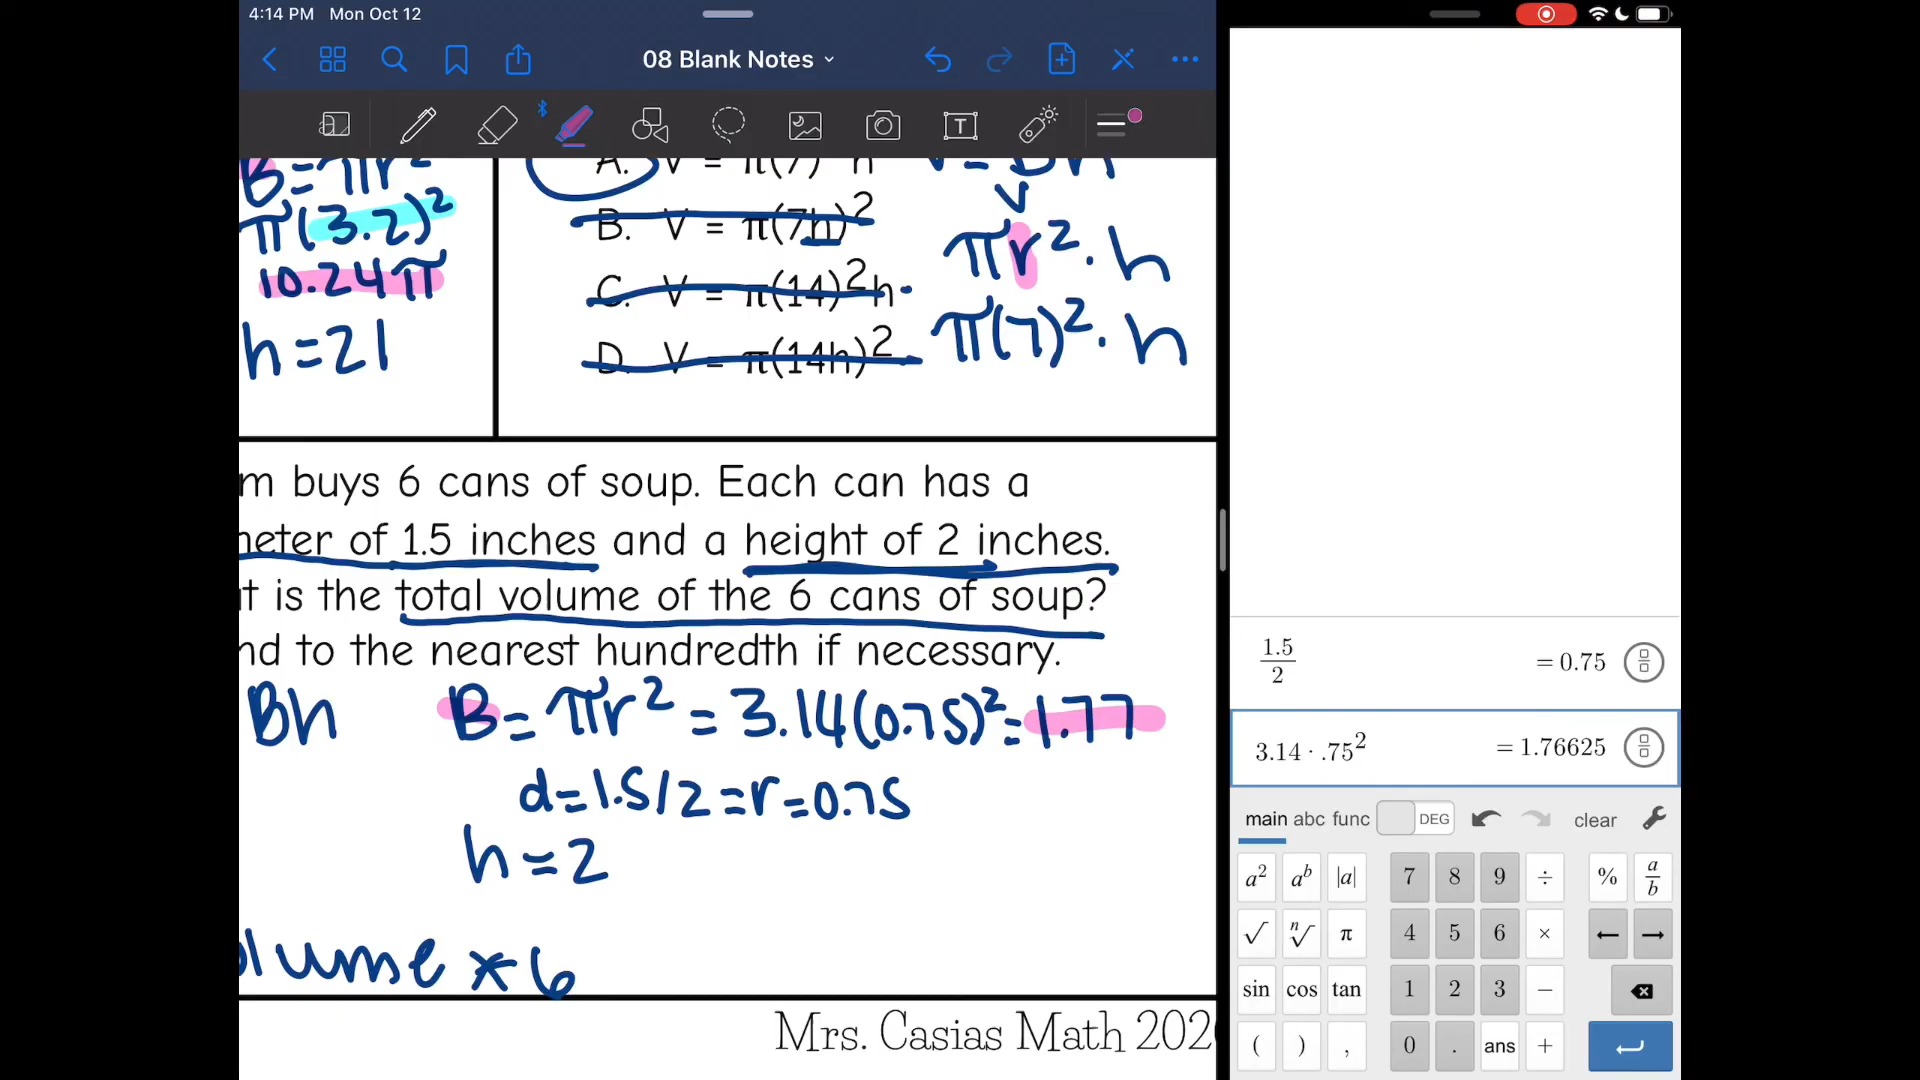 4:14 PM Mon Oct 12
08 Blank Notes
B=πr²
π(3.2)²
10.24π
h=21
A. V = π(7) h
B. V = π(7h)²
C. V = π(14)²h
D. V = π(14h)²
πr²·h
π(7)²·h
m buys 6 cans of soup. Each can has a
meter of 1.5 inches and a height of 2 inches.
t is the total volume of the 6 cans of soup?
nd to the nearest hundredth if necessary.
Bh B=πr²=3.14(0.75)²=1.77
d=1.5/2=r=0.75
h=2
olume *6
Mrs. Casias Math 202
1.5
2
=0.75
3.14 · .75² =1.76625
main abc func DEG clear
a² aᵇ |a| 7 8 9 ÷ % a/b
√ ⁿ√ π 4 5 6 × ← →
sin cos tan 1 2 3 −
( ) , 0 . ans +